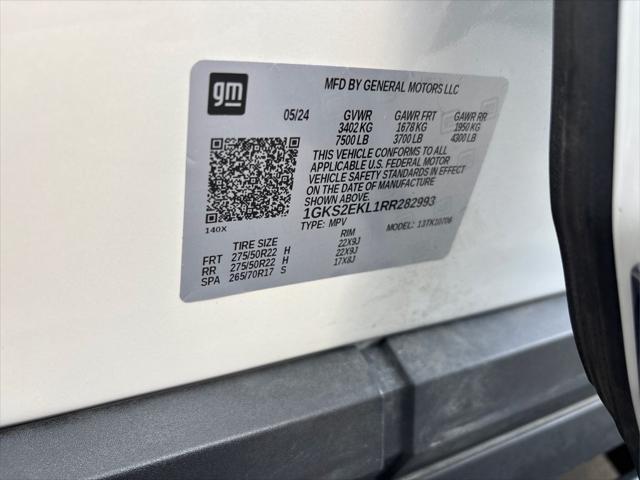 gm
MFD BY GENERAL MOTORS LLC
05/24 GVWR GAWR FRT GAWR RR
3402 KG 1678 KG 1950 KG
7500 LB 3700 LB 4300 LB
THIS VEHICLE CONFORMS TO ALL
APPLICABLE U.S. FEDERAL MOTOR
VEHICLE SAFETY STANDARDS IN EFFECT
ON THE DATE OF MANUFACTURE
SHOWN ABOVE.
1GKS2EKL1RR282993
140X TYPE: MPV MODEL: 13TK10706
TIRE SIZE RIM
FRT 275/50R22 H 22X9J
RR 275/50R22 H 22X9J
SPA 265/70R17 S 17X8J